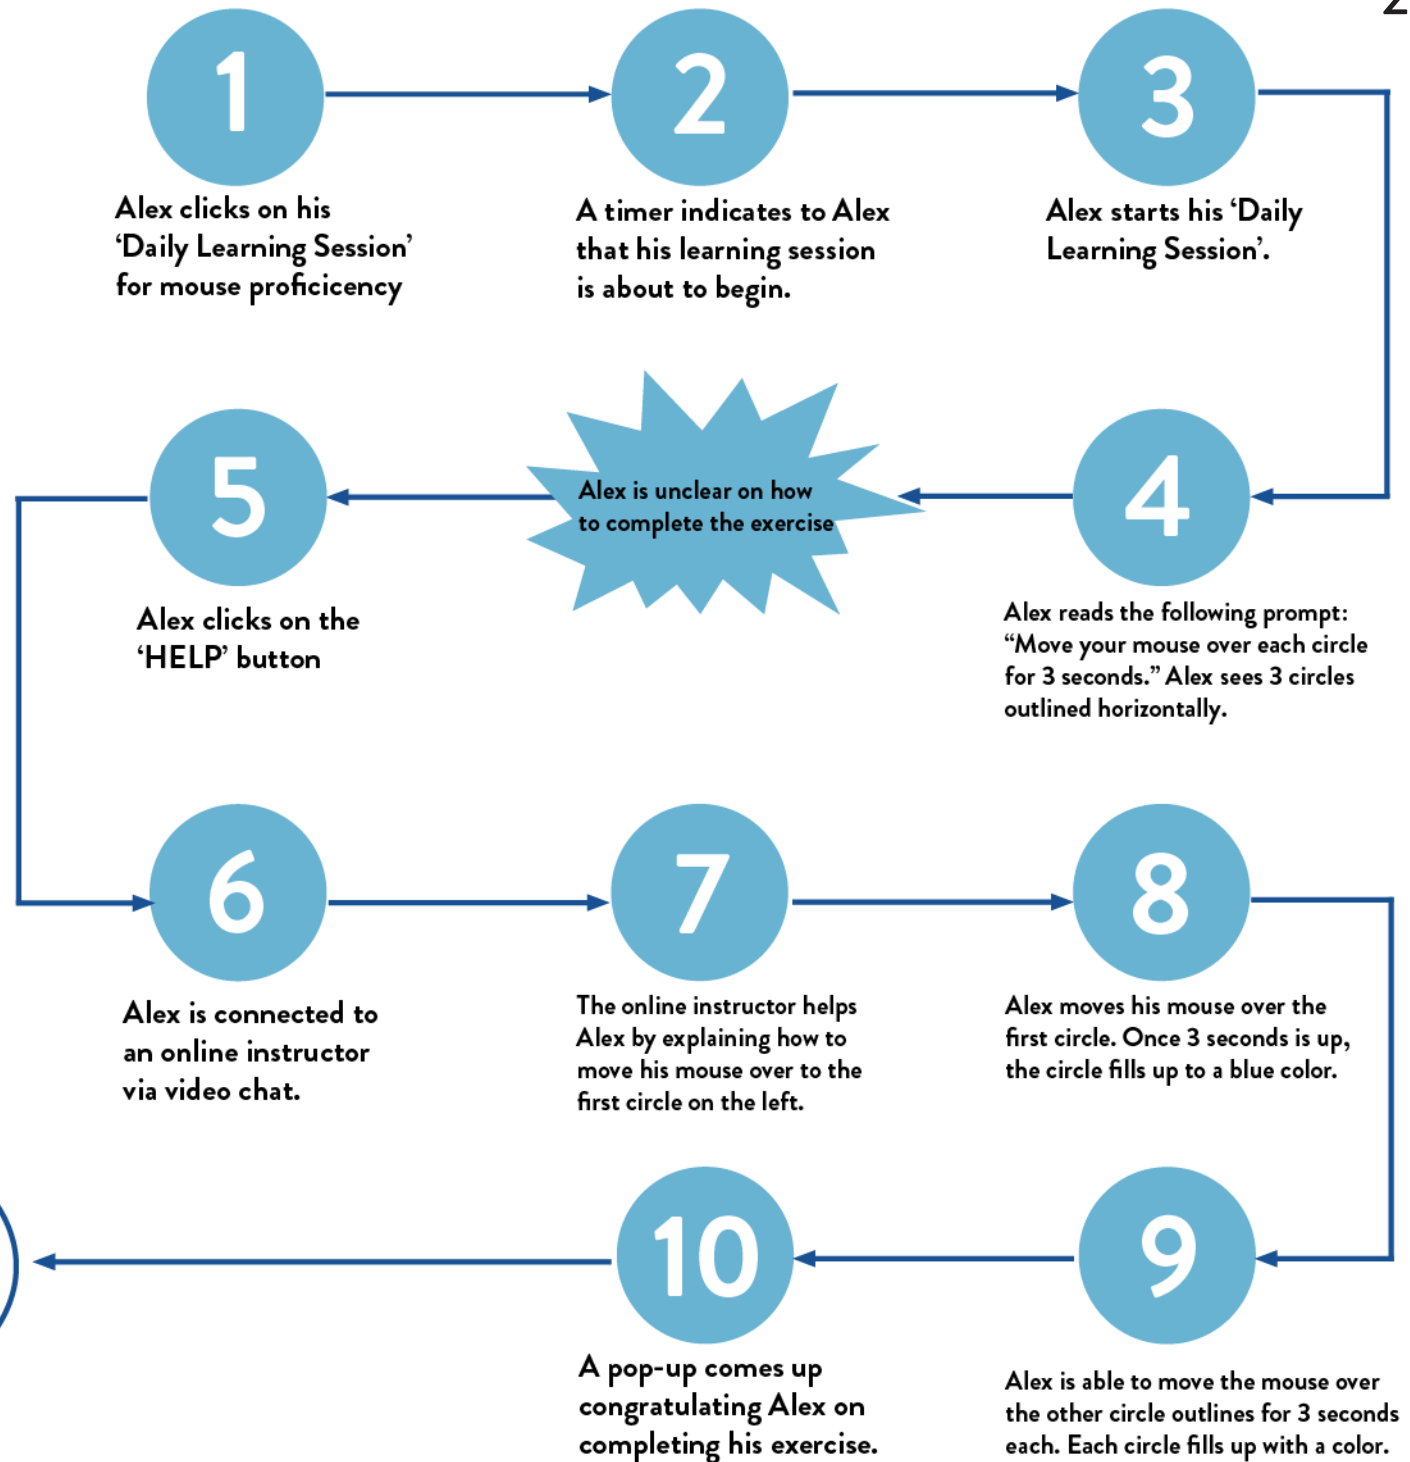 1
Alex clicks on his
‘Daily Learning Session’
for mouse proficicency
2
A timer indicates to Alex
that his learning session
is about to begin.
3
Alex starts his ‘Daily
Learning Session’.
4
Alex reads the following prompt:
“Move your mouse over each circle
for 3 seconds.” Alex sees 3 circles
outlined horizontally.
Alex is unclear on how
to complete the exercise
5
Alex clicks on the
‘HELP’ button
6
Alex is connected to
an online instructor
via video chat.
7
The online instructor helps
Alex by explaining how to
move his mouse over to the
first circle on the left.
8
Alex moves his mouse over the
first circle. Once 3 seconds is up,
the circle fills up to a blue color.
9
Alex is able to move the mouse over
the other circle outlines for 3 seconds
each. Each circle fills up with a color.
10
A pop-up comes up
congratulating Alex on
completing his exercise.